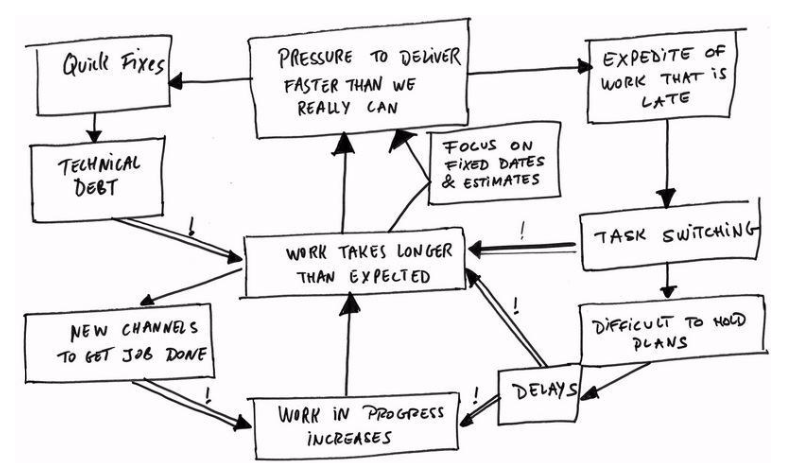 Quick Fixes
PRESSURE TO DELIVER
FASTER THAN WE
REALLY CAN
EXPEDITE OF
WORK THAT IS
LATE
TECHNICAL
DEBT
FOCUS ON
FIXED DATES
& ESTIMATES
!
!
WORK TAKES LONGER
THAN EXPECTED
TASK SWITCHING
!
NEW CHANNELS
TO GET JOB DONE
DIFFICULT TO HOLD
PLANS
!
!
DELAYS
WORK IN PROGRESS
INCREASES